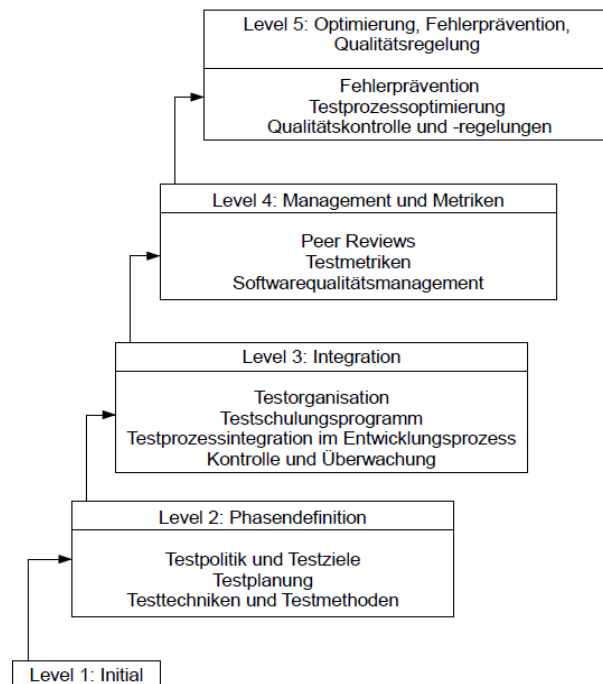 Level 5: Optimierung, Fehlerprävention,
Qualitätsregelung
Fehlerprävention
Testprozessoptimierung
Qualitätskontrolle und -regelungen
Level 4: Management und Metriken
Peer Reviews
Testmetriken
Softwarequalitätsmanagement
Level 3: Integration
Testorganisation
Testschulungsprogramm
Testprozessintegration im Entwicklungsprozess
Kontrolle und Überwachung
Level 2: Phasendefinition
Testpolitik und Testziele
Testplanung
Testtechniken und Testmethoden
Level 1: Initial